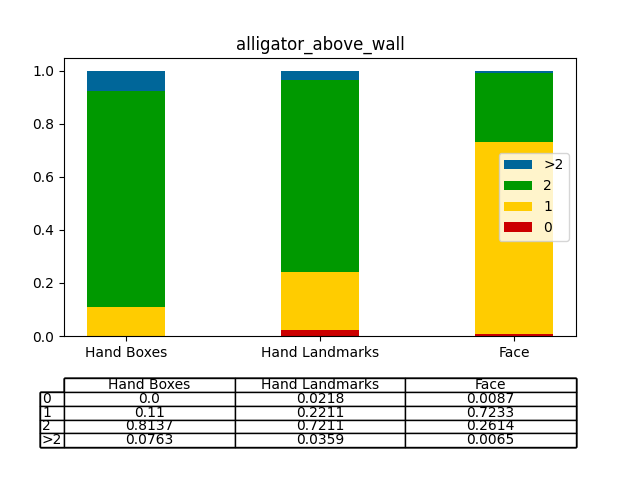 alligator_above_wall
1.0
0.8
0.6
0.4
0.2
0.0
>2
2
1
0
Hand Boxes Hand Landmarks Face
Hand Boxes Hand Landmarks Face
0 0.0 0.0218 0.0087
1 0.11 0.2211 0.7233
2 0.8137 0.7211 0.2614
>2 0.0763 0.0359 0.0065